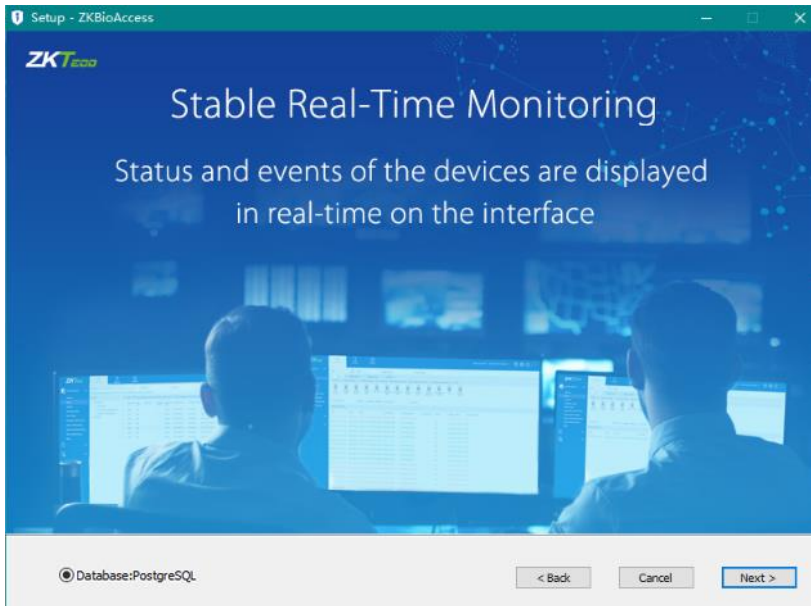 Setup - ZKBioAccess
ZKTeco
Stable Real-Time Monitoring
Status and events of the devices are displayed
in real-time on the interface
Database:PostgreSQL
< Back
Cancel
Next >